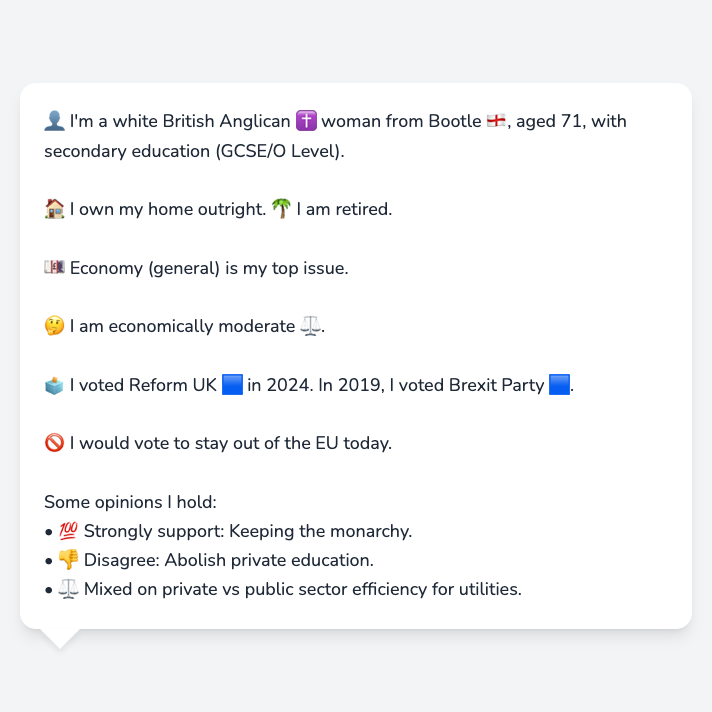 👤 I'm a white British Anglican ✝️ woman from Bootle 🏴󠁧󠁢󠁥󠁮󠁧󠁿, aged 71, with
secondary education (GCSE/O Level).
🏠 I own my home outright. 🌴 I am retired.
💷 Economy (general) is my top issue.
🤔 I am economically moderate ⚖️.
🗳️ I voted Reform UK 🟦 in 2024. In 2019, I voted Brexit Party 🟦.
🚫 I would vote to stay out of the EU today.
Some opinions I hold:
• 💯 Strongly support: Keeping the monarchy.
• 👎 Disagree: Abolish private education.
• ⚖️ Mixed on private vs public sector efficiency for utilities.